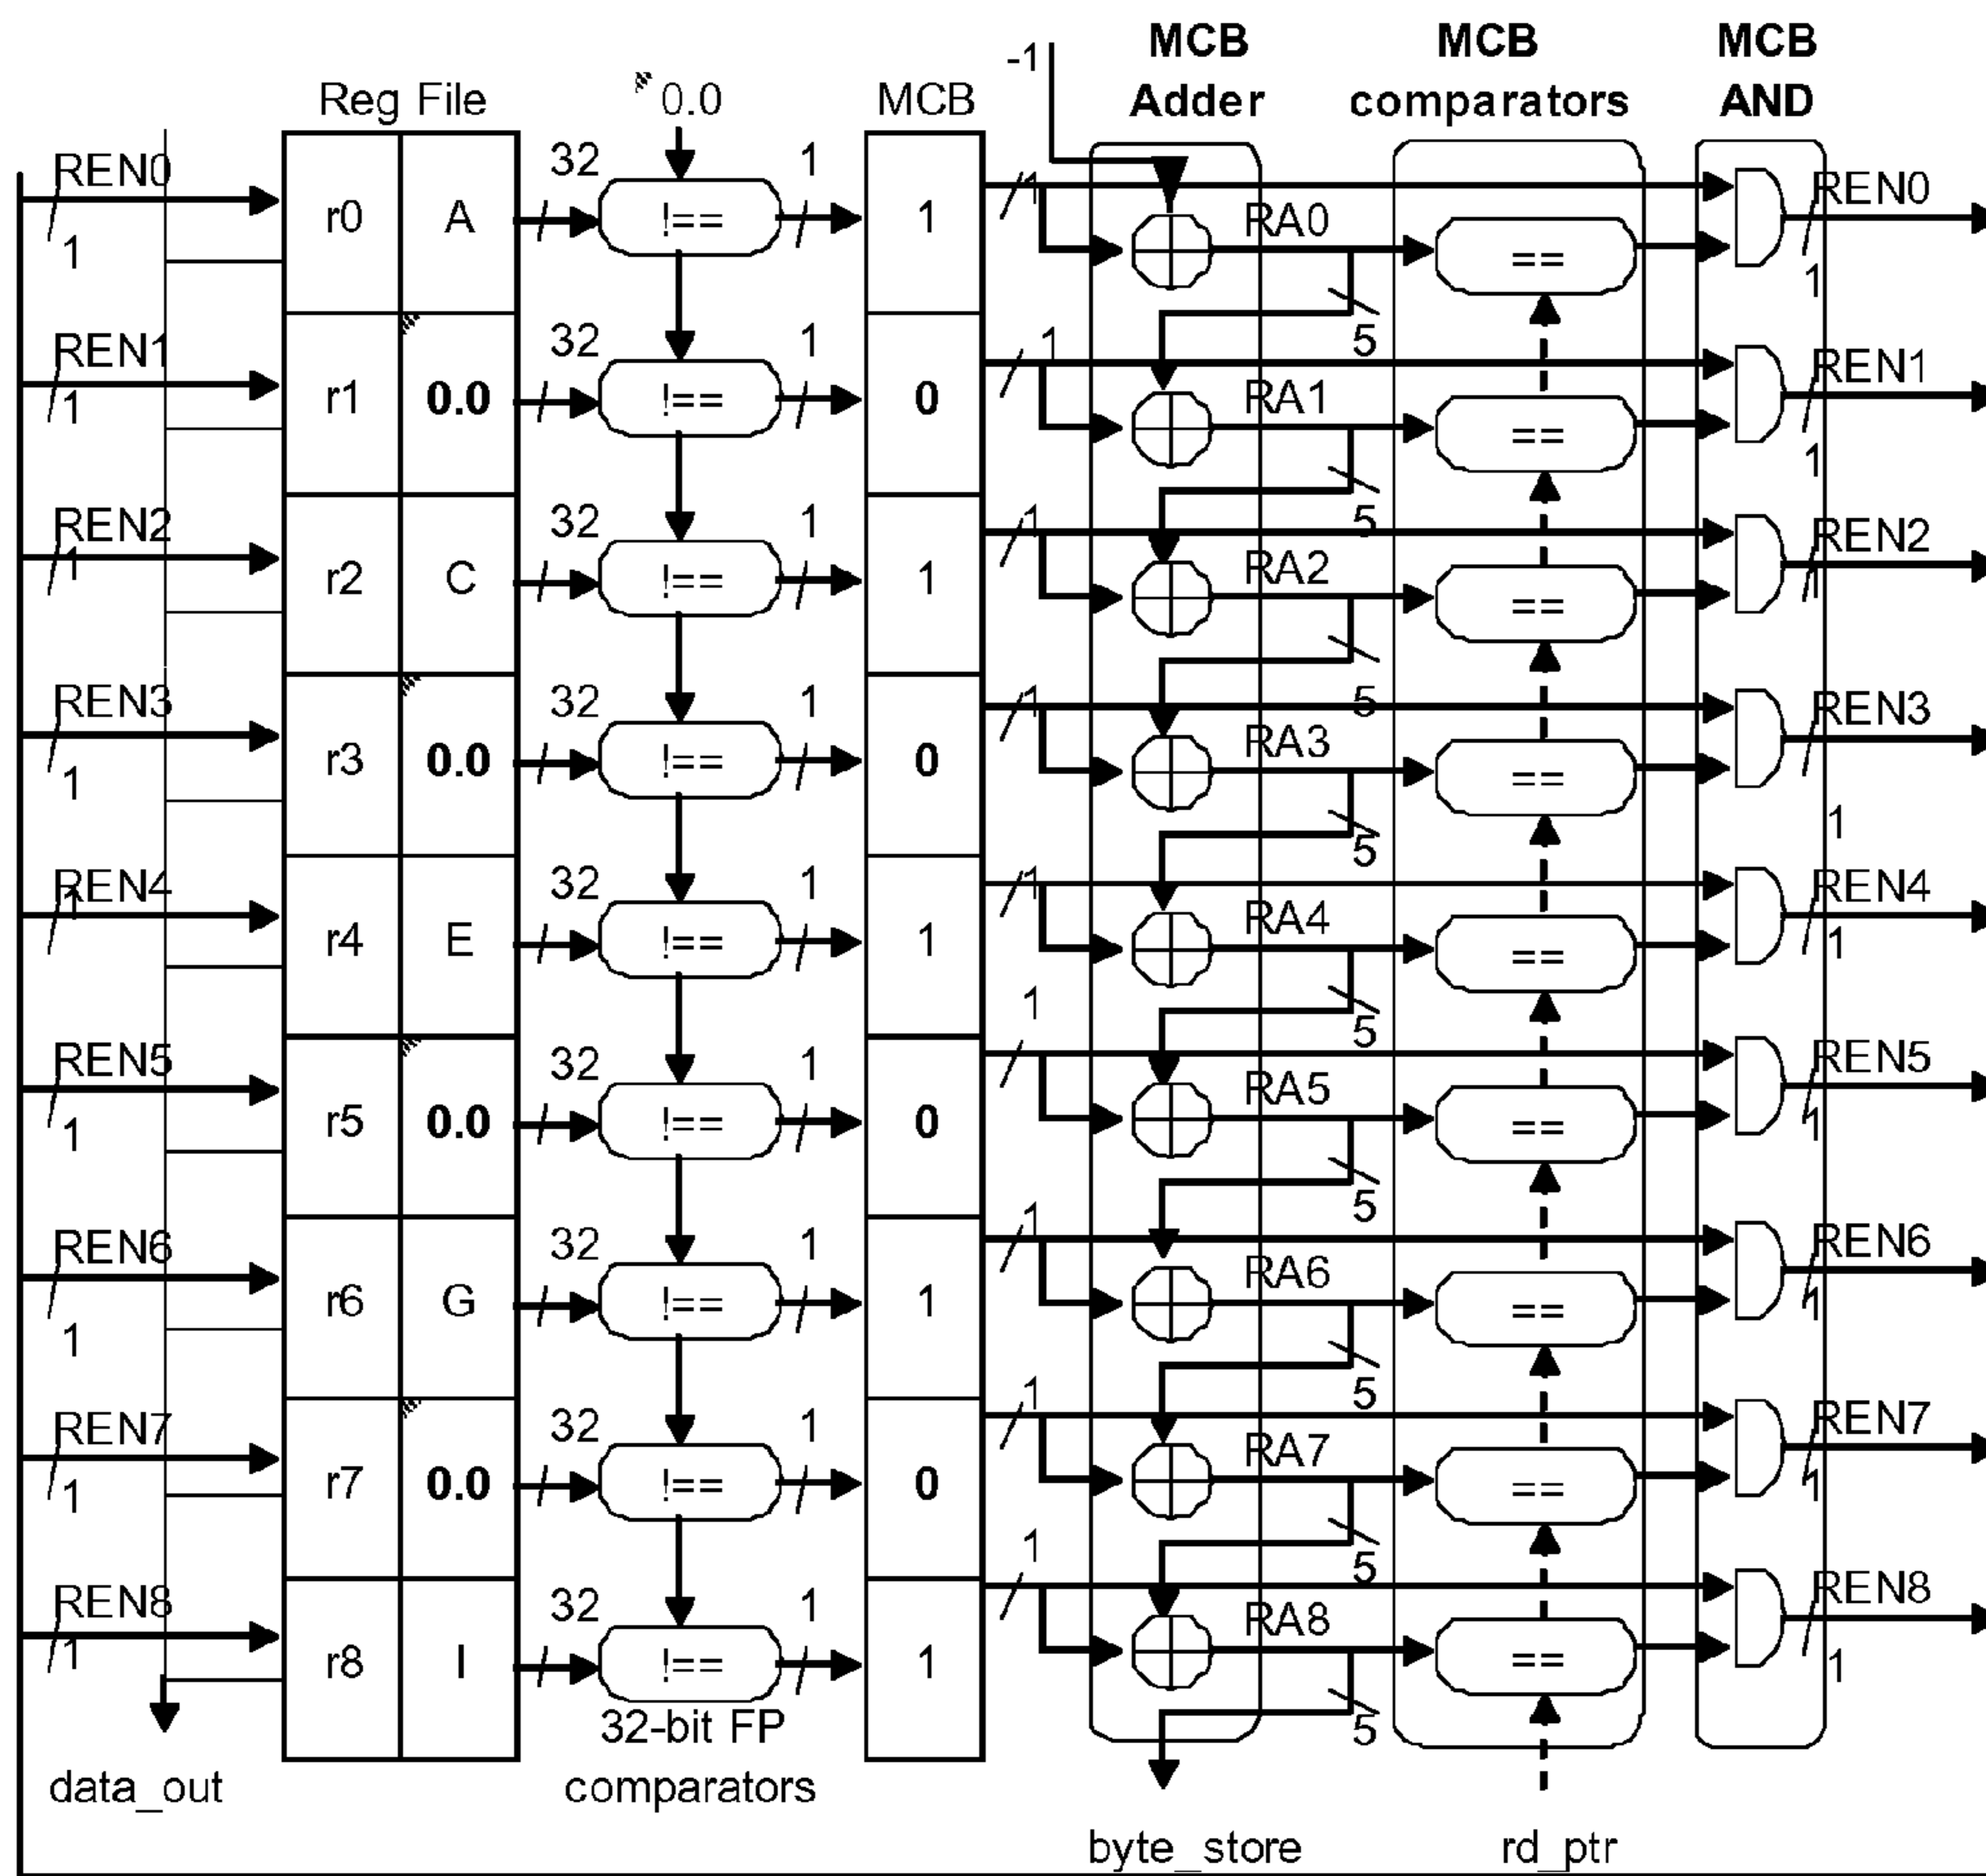 MCB MCB MCB
-1 Adder comparators AND
Reg File 0.0 MCB
REN0 32 1 1 REN0
1 r0 A !== 1 RA0 == 1
5
REN1 32 1 1 REN1
1 r1 0.0 !== 0 RA1 == 1
5
REN2 32 1 1 REN2
1 r2 C !== 1 RA2 == 1
5
REN3 32 1 1 REN3
1 r3 0.0 !== 0 RA3 == 1
5
REN4 32 1 1 REN4
1 r4 E !== 1 RA4 == 1
5
REN5 32 1 1 REN5
1 r5 0.0 !== 0 RA5 == 1
5
REN6 32 1 1 REN6
1 r6 G !== 1 RA6 == 1
5
REN7 32 1 1 REN7
1 r7 0.0 !== 0 RA7 == 1
5
REN8 32 1 1 REN8
1 r8 I !== 1 RA8 == 1
5
32-bit FP
data_out comparators
byte_store rd_ptr